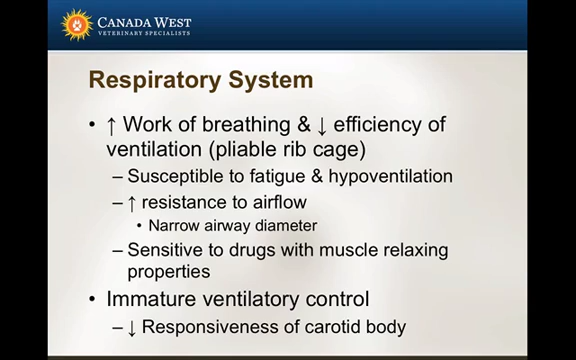 CANADA WEST
VETERINARY SPECIALISTS
Respiratory System
• ↑ Work of breathing & ↓ efficiency of
ventilation (pliable rib cage)
– Susceptible to fatigue & hypoventilation
– ↑ resistance to airflow
• Narrow airway diameter
– Sensitive to drugs with muscle relaxing
properties
• Immature ventilatory control
– ↓ Responsiveness of carotid body